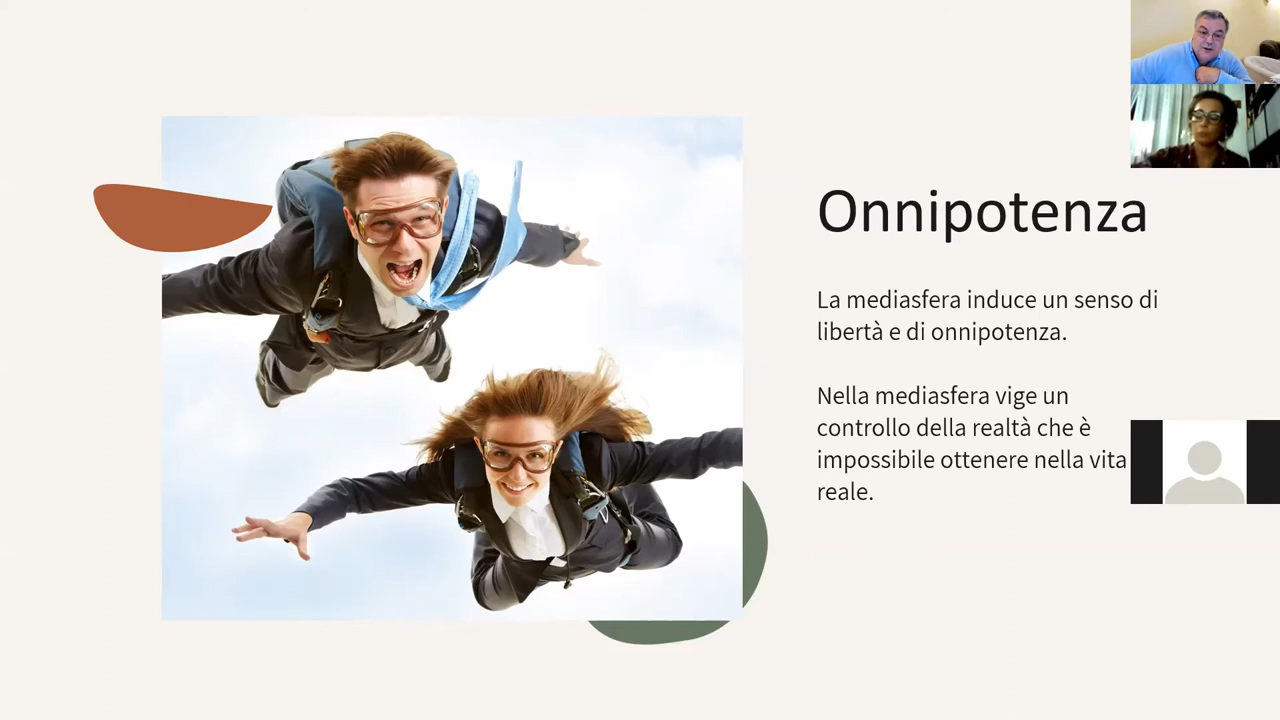 Onnipotenza
La mediasfera induce un senso di
libertà e di onnipotenza.
Nella mediasfera vige un
controllo della realtà che è
impossibile ottenere nella vita
reale.